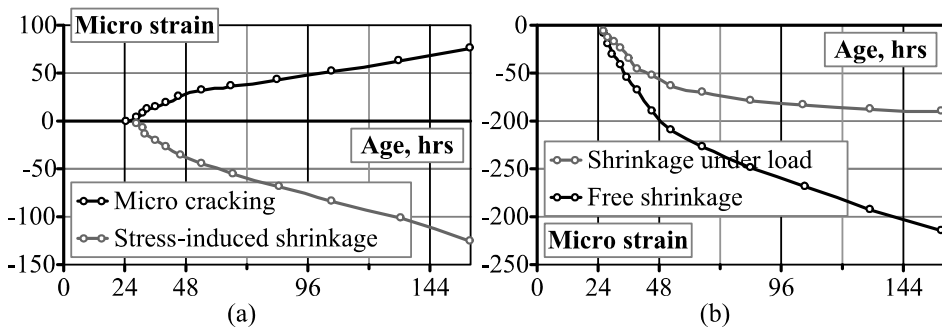 Micro strain
100
50
0
-50
-100
-150
Age, hrs
Micro cracking
Stress-induced shrinkage
0 24 48 96 144
(a)
-0
-50
-200
-250
-200
-250
Age, hrs
Shrinkage under load
Free shrinkage
Micro strain
0 24 48 96 144
(b)